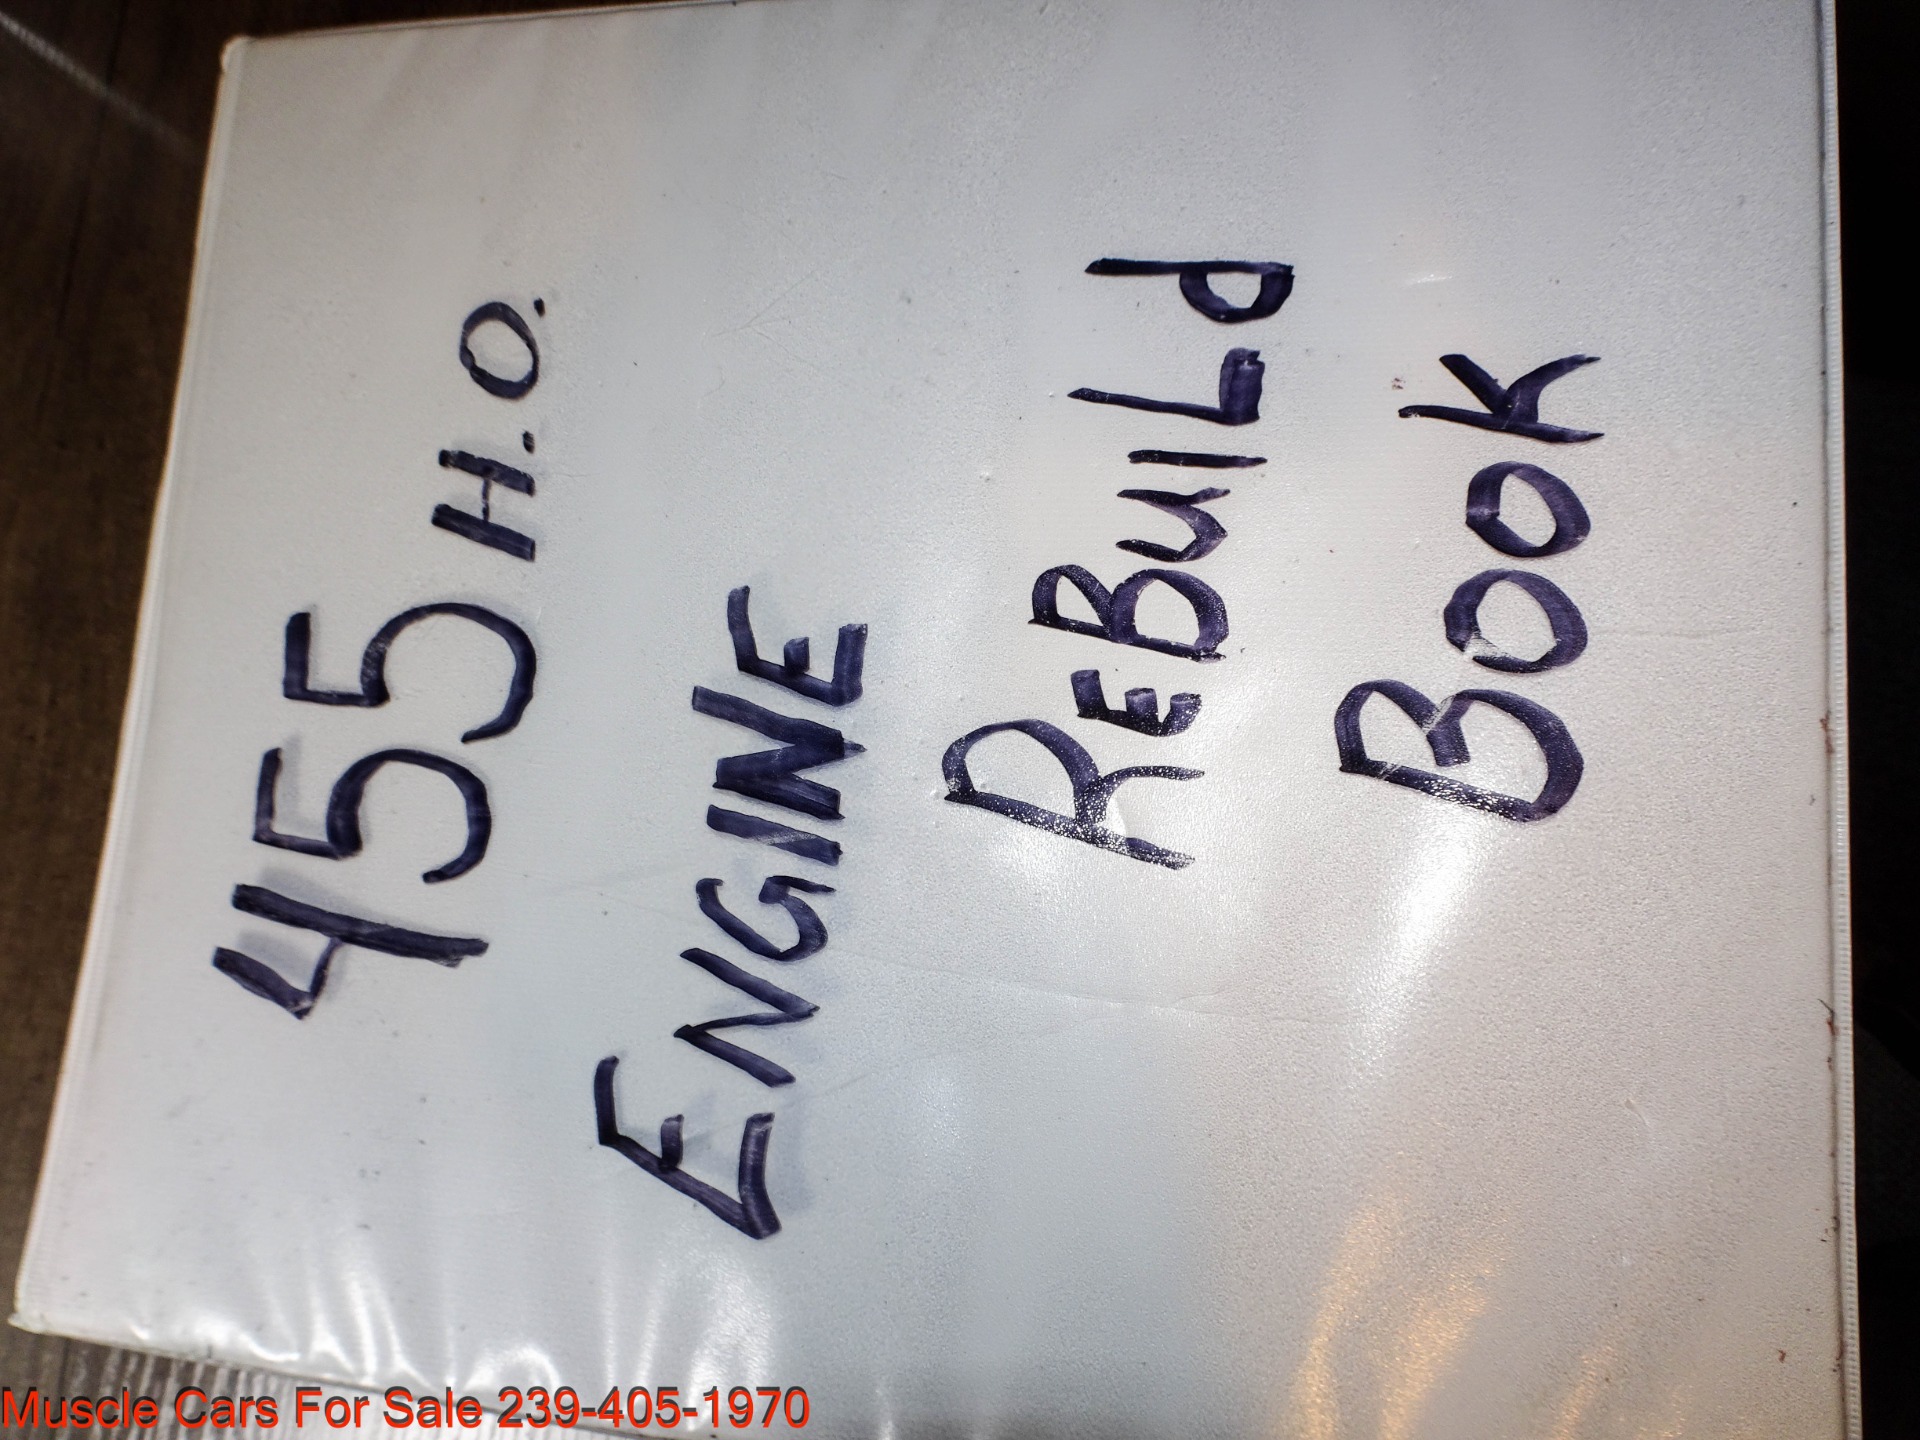 455 H.O.
ENGINE
ReBuiLd
BOOK
Muscle Cars For Sale 239-405-1970